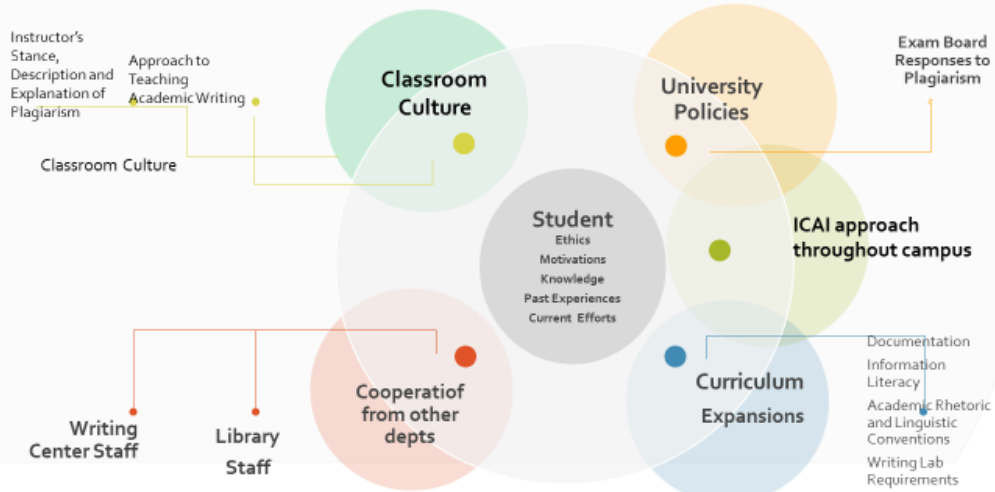 Instructor's
Stance,
Description and
Explanation of
Plagiarism
Approach to
Teaching
Academic Writing
Classroom Culture
Classroom
Culture
University
Policies
Exam Board
Responses to
Plagiarism
Student
Ethics
Motivations
Knowledge
Past Experiences
Current Efforts
ICAI approach
throughout campus
Cooperatiof
from other
depts
Writing
Center Staff
Library
Staff
Curriculum
Expansions
Documentation
Information
Literacy
Academic Rhetoric
and Linguistic
Conventions
Writing Lab
Requirements